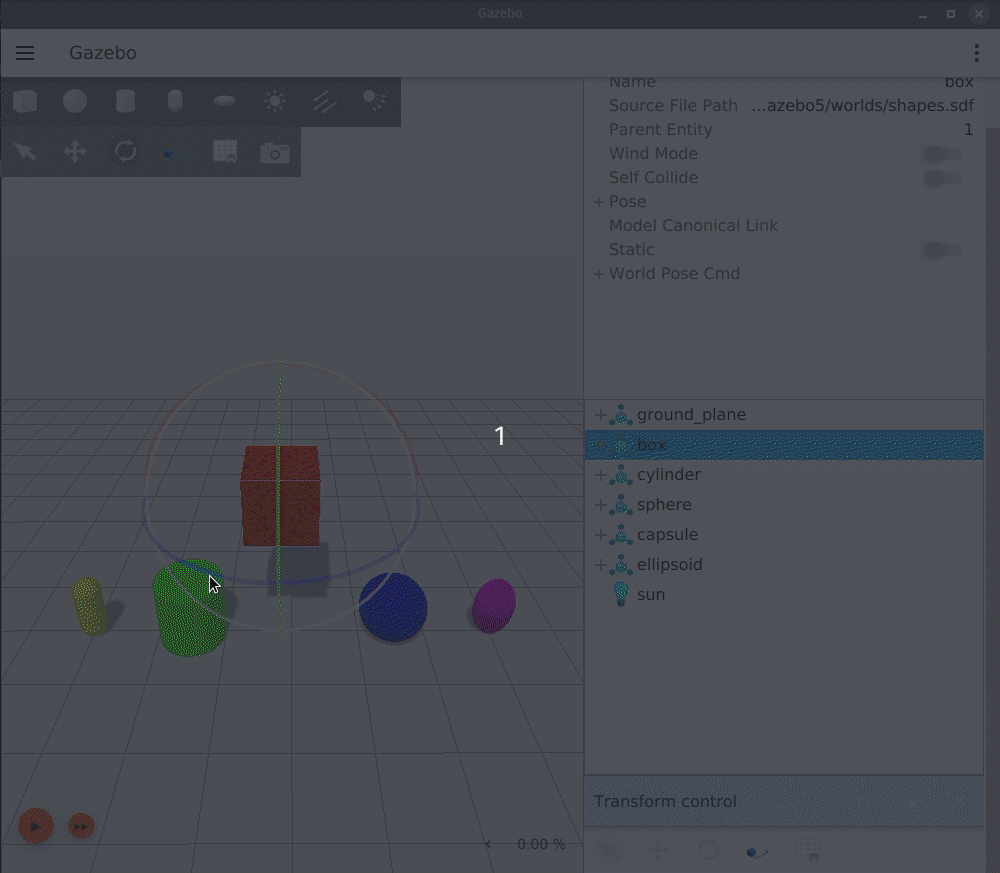 Gazebo
Gazebo
Name box
Source File Path ...azebo5/worlds/shapes.sdf
Parent Entity 1
Wind Mode
Self Collide
+ Pose
Model Canonical Link
Static
+ World Pose Cmd
ground_plane
1
box
cylinder
sphere
capsule
ellipsoid
sun
Transform control
< 0.00 %